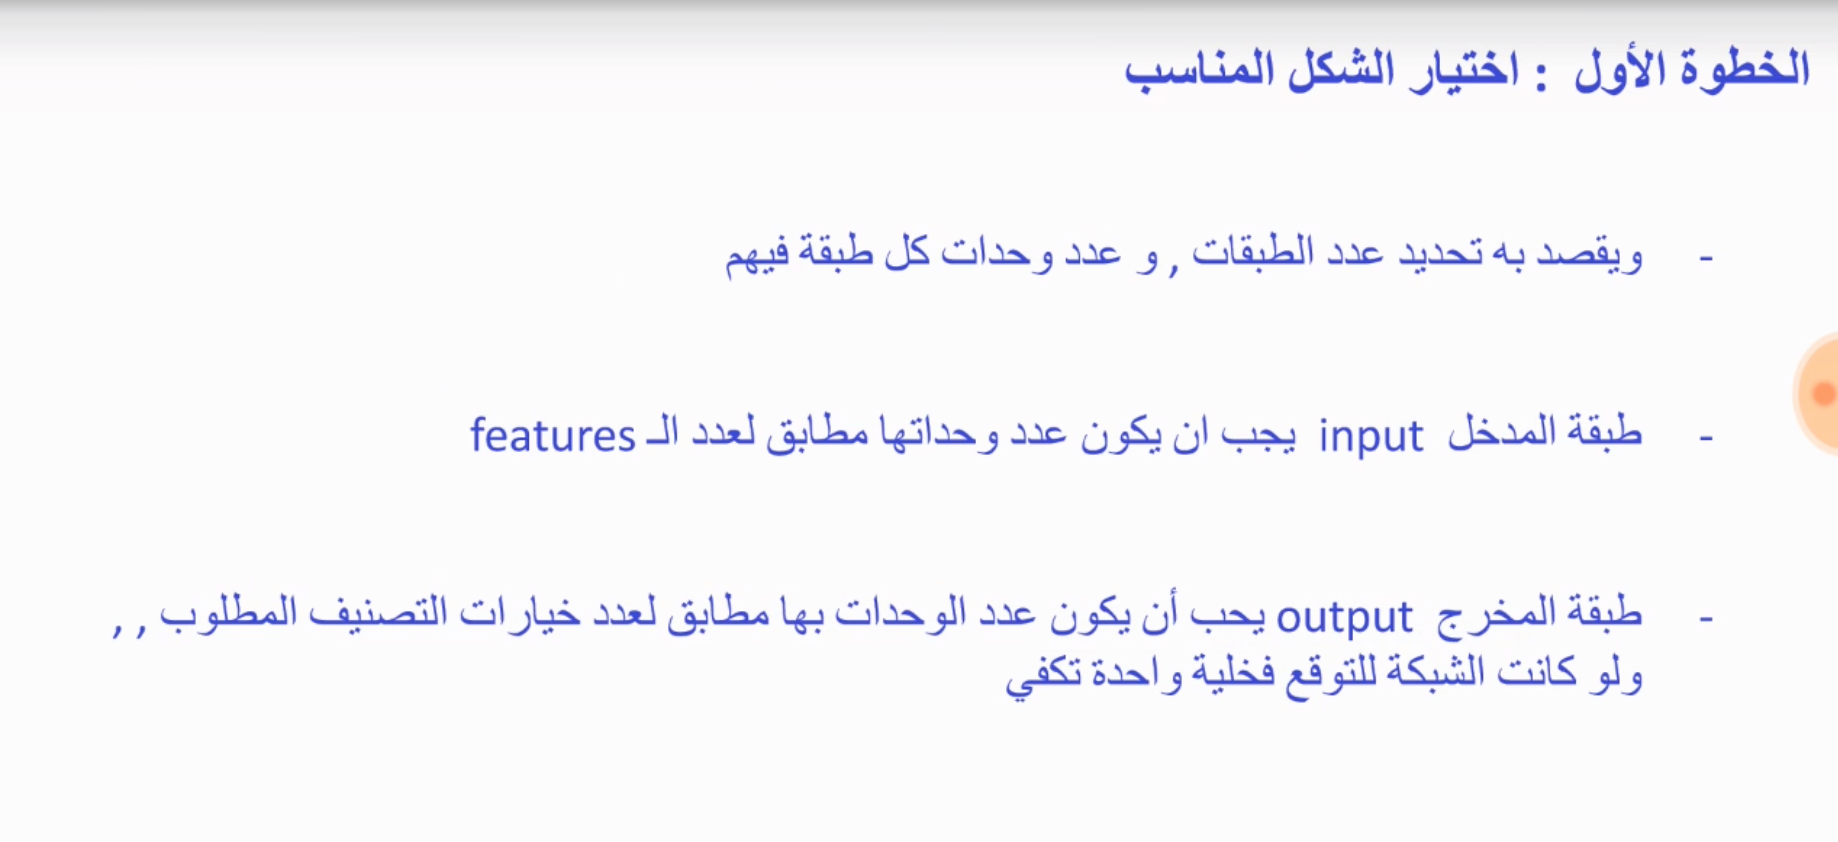 الخطوة الأول : اختيار الشكل المناسب
- ويقصد به تحديد عدد الطبقات , و عدد وحدات كل طبقة فيهم
- طبقة المدخل input يجب ان يكون عدد وحداتها مطابق لعدد الـ features
- طبقة المخرج output يحب أن يكون عدد الوحدات بها مطابق لعدد خيارات التصنيف المطلوب , ,
ولو كانت الشبكة للتوقع فخلية واحدة تكفي